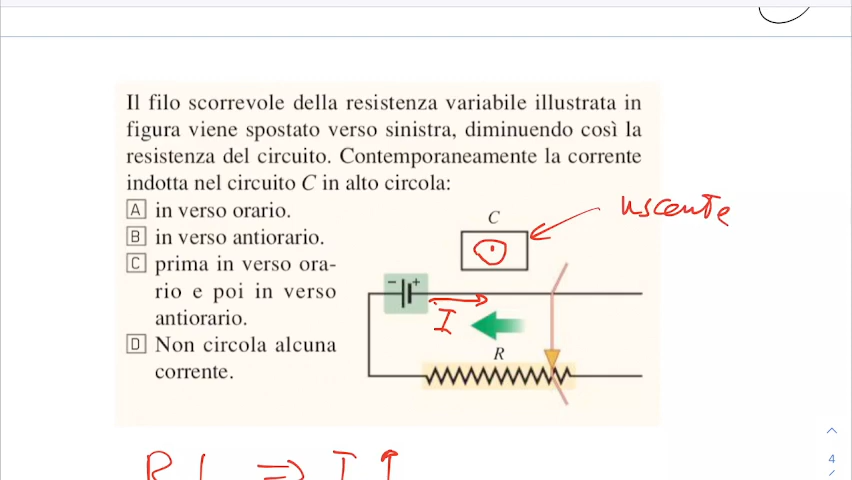 Il filo scorrevole della resistenza variabile illustrata in
figura viene spostato verso sinistra, diminuendo così la
resistenza del circuito. Contemporaneamente la corrente
indotta nel circuito C in alto circola:
A in verso orario.
B in verso antiorario.
C prima in verso ora-
rio e poi in verso
antiorario.
D Non circola alcuna
corrente.
C
uscente
- +
I
R
R ↓ ⇒ I ↑
4